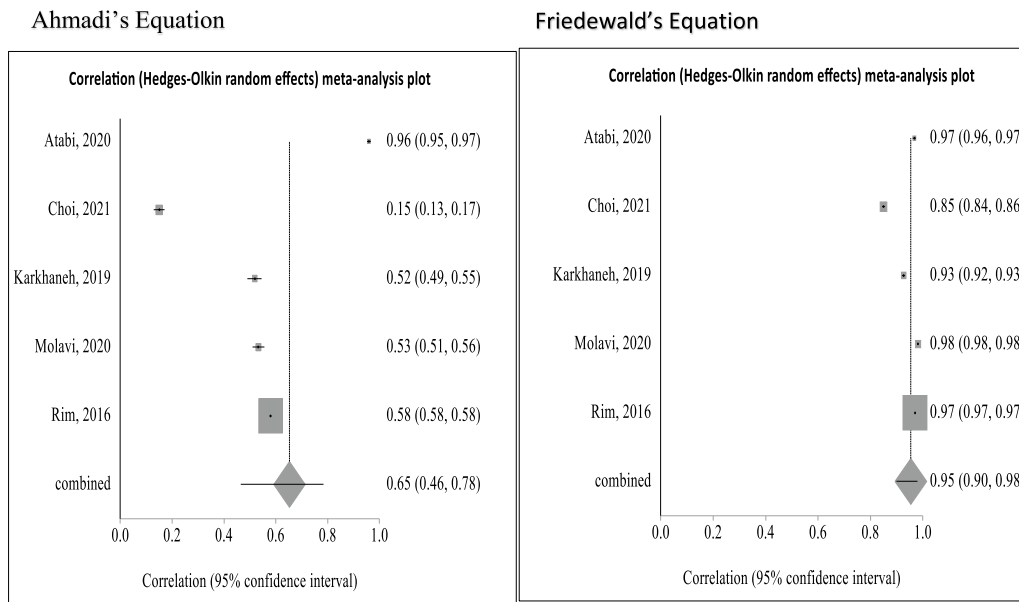 Ahmadi's Equation
Correlation (Hedges-Olkin random effects) meta-analysis plot
Atabi, 2020 0.96 (0.95, 0.97)
Choi, 2021 0.15 (0.13, 0.17)
Karkhaneh, 2019 0.52 (0.49, 0.55)
Molavi, 2020 0.53 (0.51, 0.56)
Rim, 2016 0.58 (0.58, 0.58)
combined 0.65 (0.46, 0.78)
0.0 0.2 0.4 0.6 0.8 1.0
Correlation (95% confidence interval)
Friedewald's Equation
Correlation (Hedges-Olkin random effects) meta-analysis plot
Atabi, 2020 0.97 (0.96, 0.97
Choi, 2021 0.85 (0.84, 0.86
Karkhaneh, 2019 0.93 (0.92, 0.93
Molavi, 2020 0.98 (0.98, 0.98
Rim, 2016 0.97 (0.97, 0.97
combined 0.95 (0.90, 0.98
0.0 0.2 0.4 0.6 0.8 1.0
Correlation (95% confidence interval)